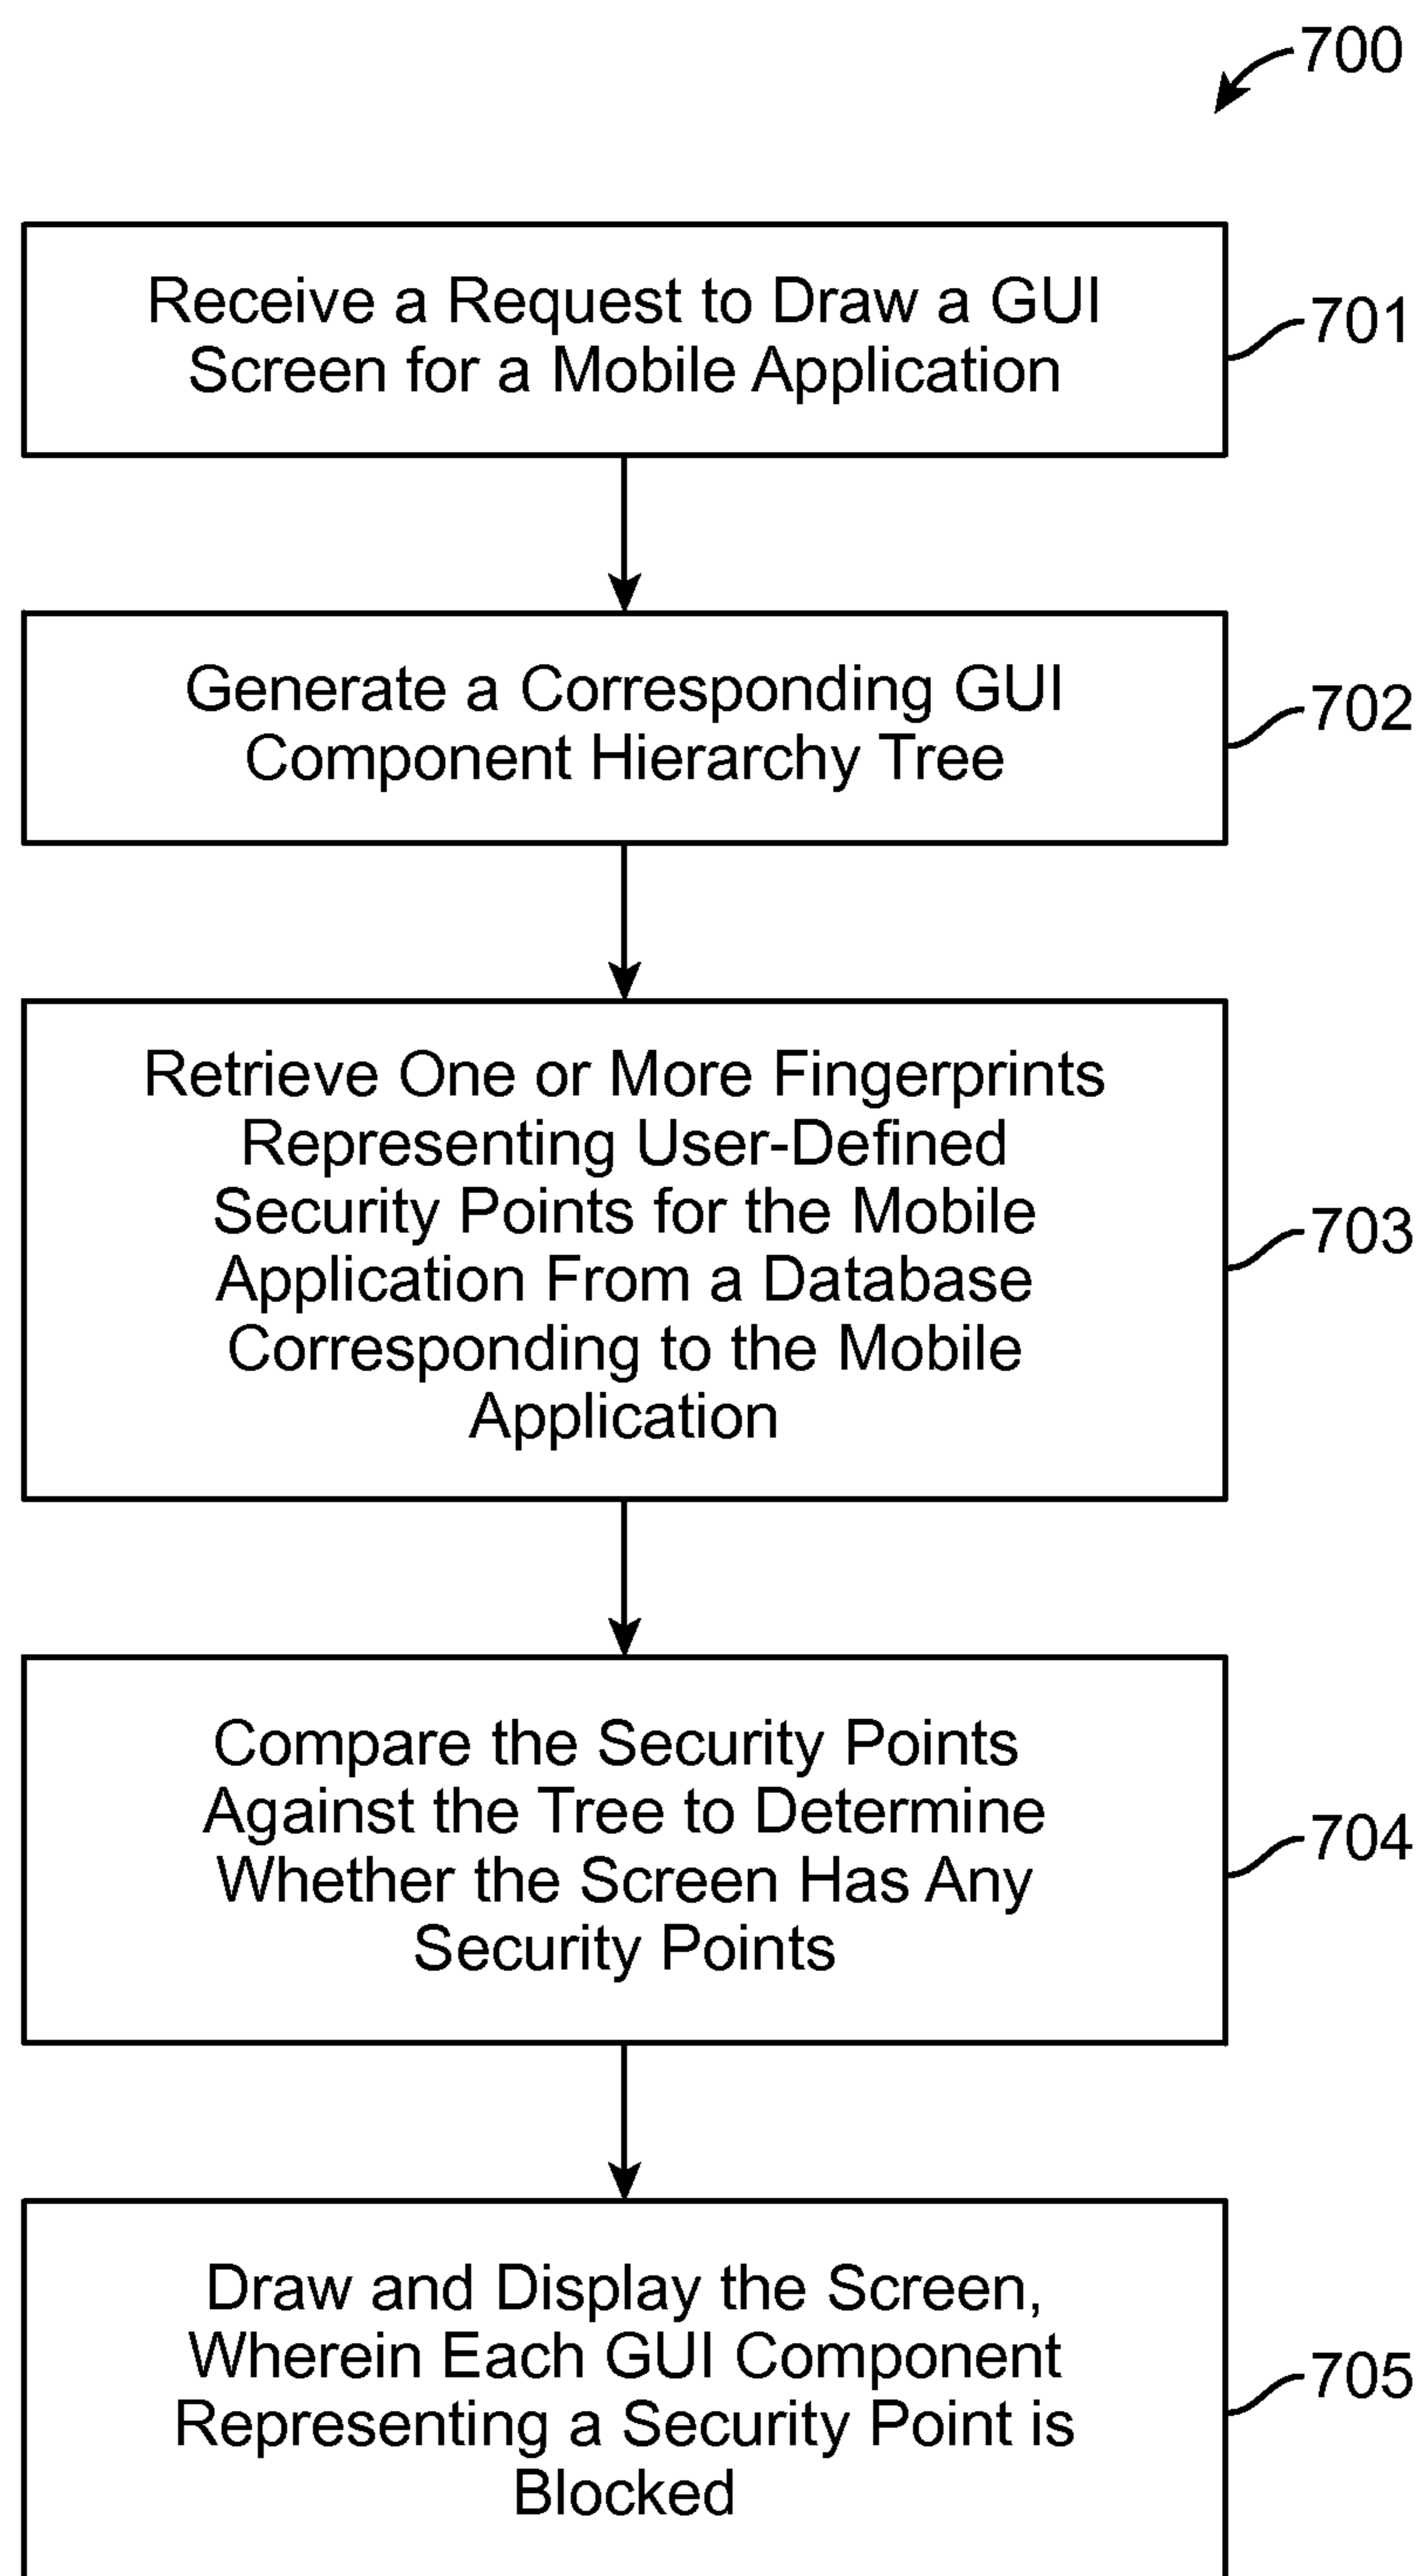 700
Receive a Request to Draw a GUI
Screen for a Mobile Application
701
Generate a Corresponding GUI
Component Hierarchy Tree
702
Retrieve One or More Fingerprints
Representing User-Defined
Security Points for the Mobile
Application From a Database
Corresponding to the Mobile
Application
703
Compare the Security Points
Against the Tree to Determine
Whether the Screen Has Any
Security Points
704
Draw and Display the Screen,
Wherein Each GUI Component
Representing a Security Point is
Blocked
705